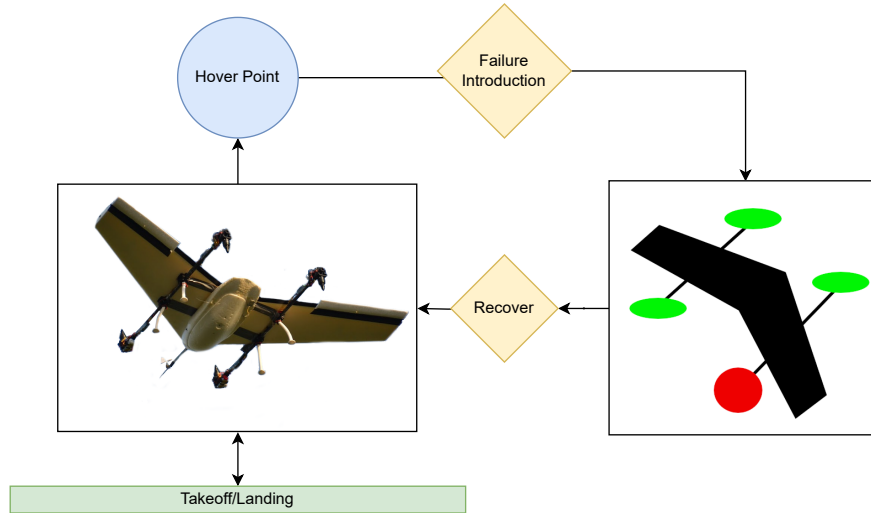 Hover Point
Failure
Introduction
Recover
Takeoff/Landing